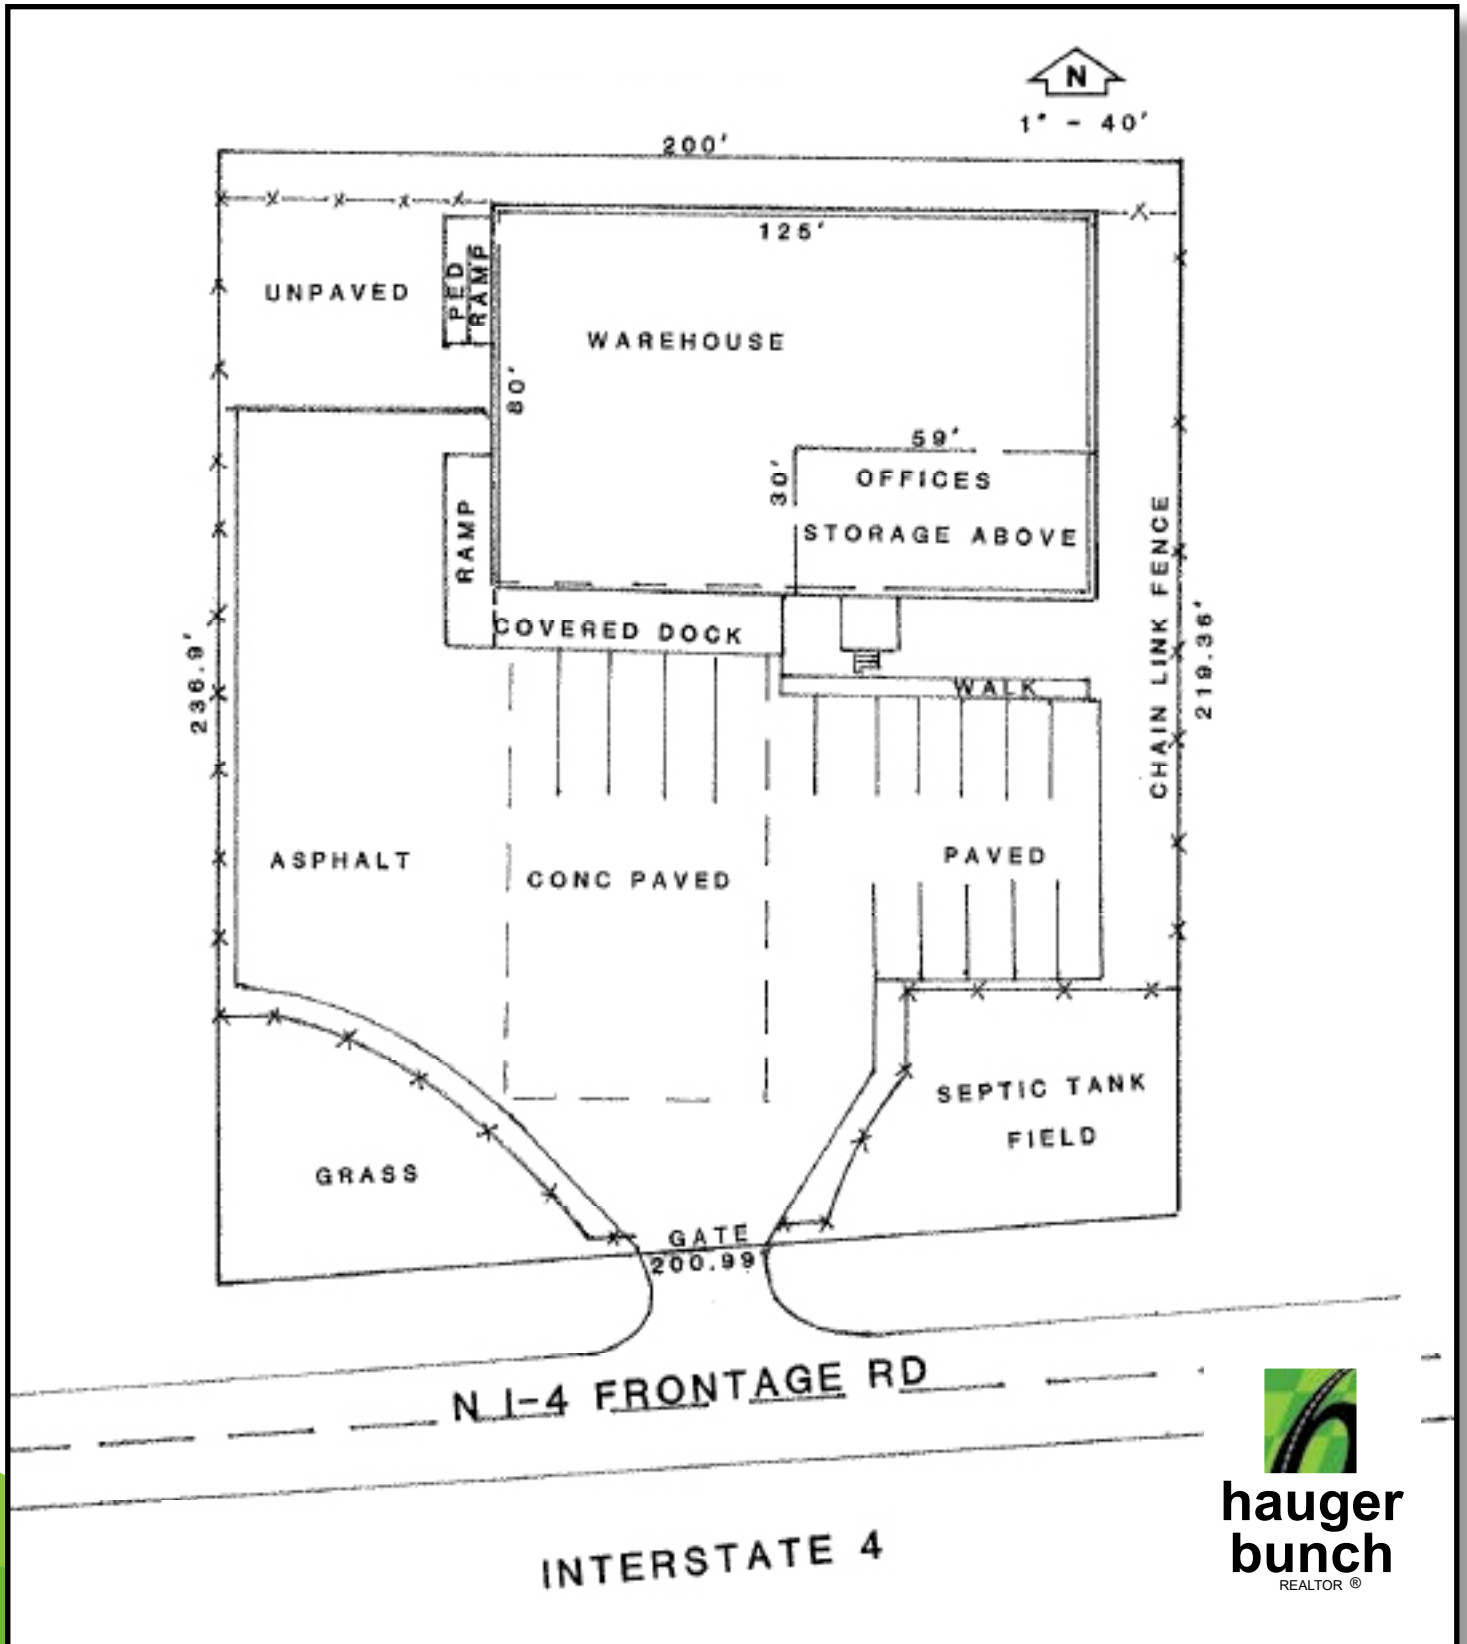 N
1" - 40'
200'
125'
UNPAVED
PED
RAMP
WAREHOUSE
80'
59'
30'
OFFICES
STORAGE ABOVE
RAMP
COVERED DOCK
WALK
CHAIN LINK FENCE
236.9'
219.36'
ASPHALT
CONC PAVED
PAVED
SEPTIC TANK
FIELD
GRASS
GATE
200.99
N I-4 FRONTAGE RD
INTERSTATE 4
hauger
bunch
REALTOR ®